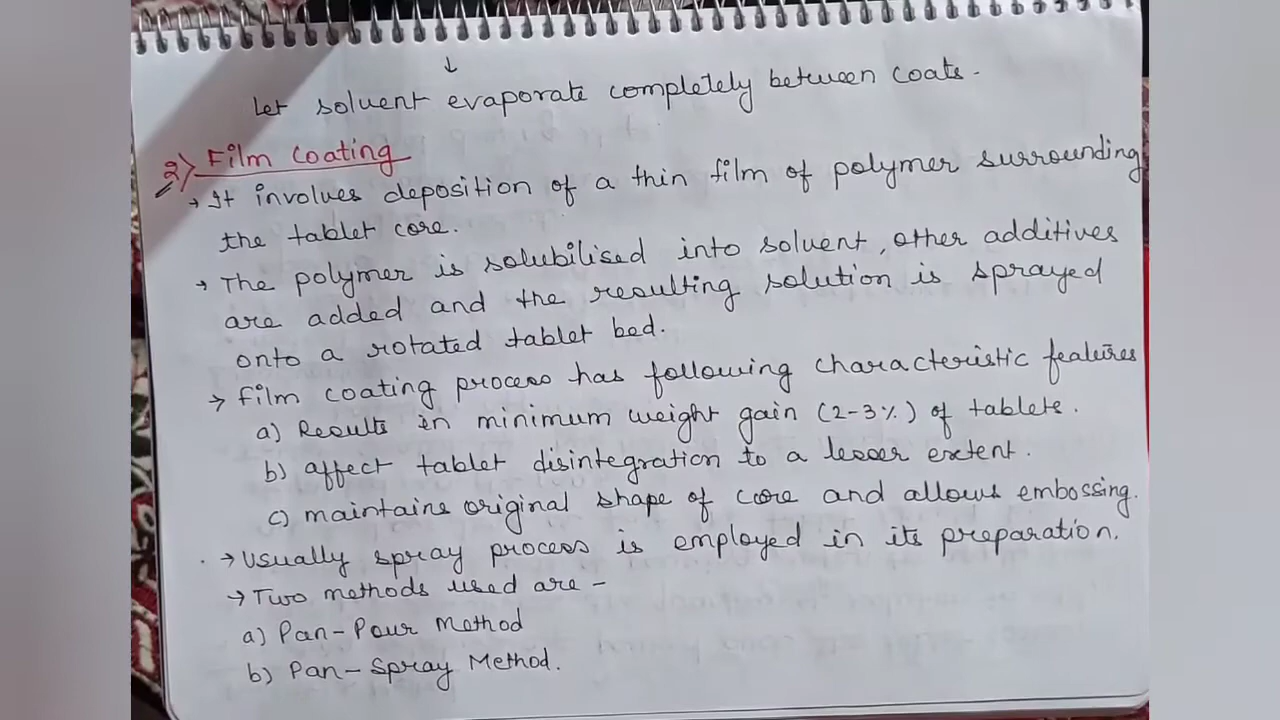 ↓
Let solvent evaporate completely between coats.
2) Film coating
→ It involves deposition of a thin film of polymer surrounding
the tablet core.
→ The polymer is solubilised into solvent, other additives
are added and the resulting solution is sprayed
onto a rotated tablet bed.
→ Film coating process has following characteristic features
a) Results in minimum weight gain (2-3%) of tablets.
b) affect tablet disintegration to a lesser extent.
c) maintains original shape of core and allows embossing.
→ Usually spray process is employed in its preparation.
→ Two methods used are -
a) Pan-Pour Method
b) Pan-Spray Method.